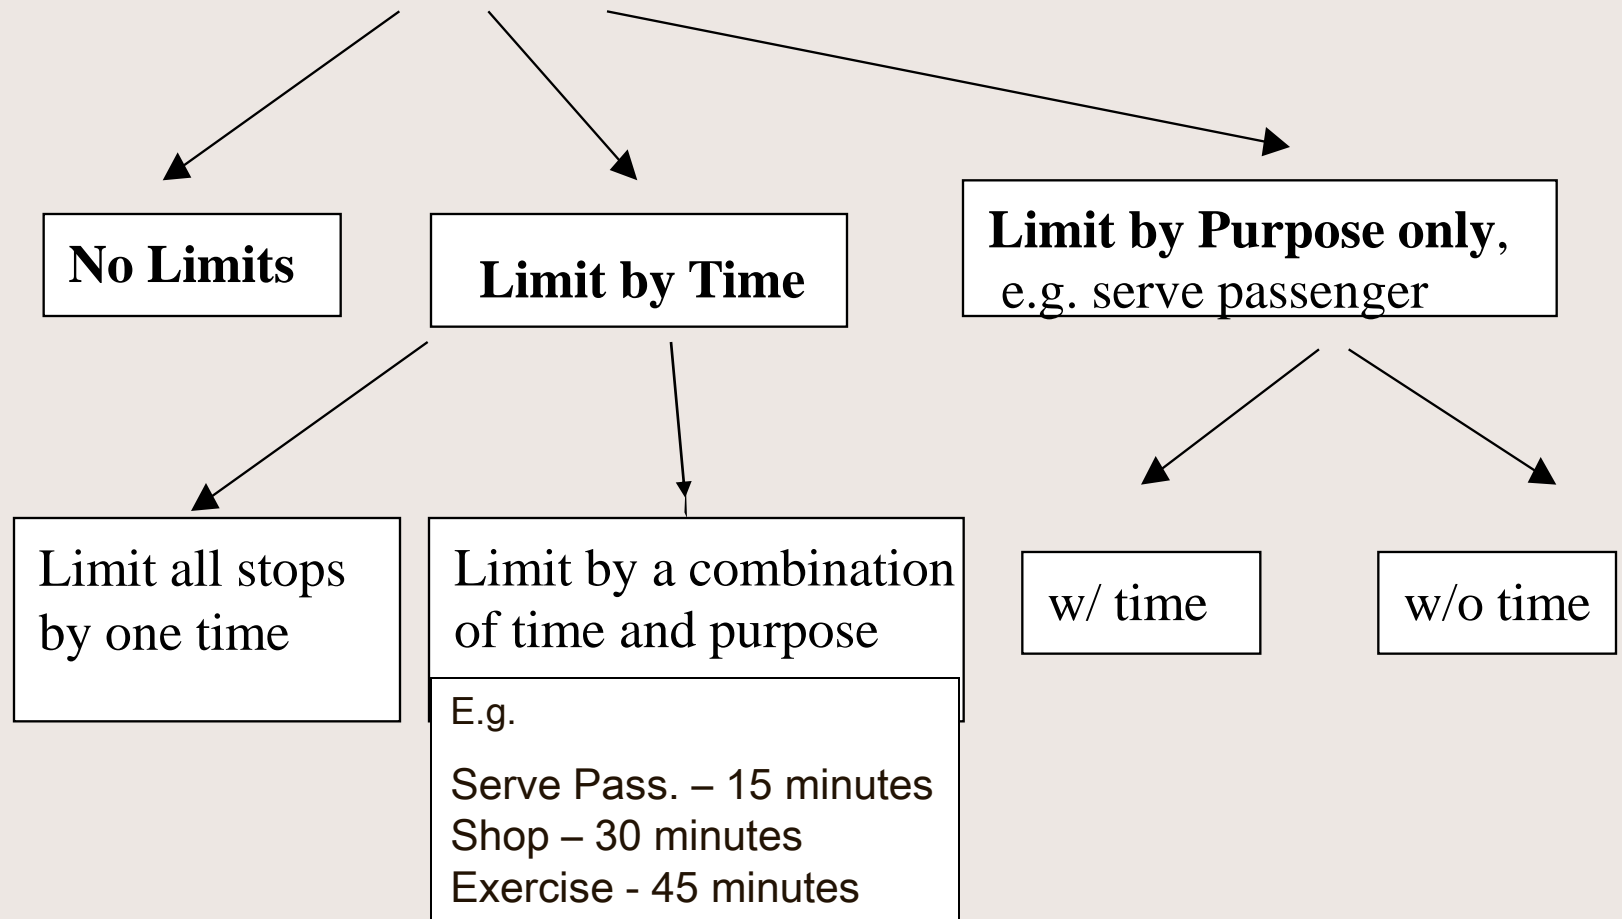 No Limits
Limit by Time
Limit by Purpose only,
e.g. serve passenger
Limit all stops
by one time
Limit by a combination
of time and purpose
E.g.
Serve Pass. – 15 minutes
Shop – 30 minutes
Exercise - 45 minutes
w/ time
w/o time